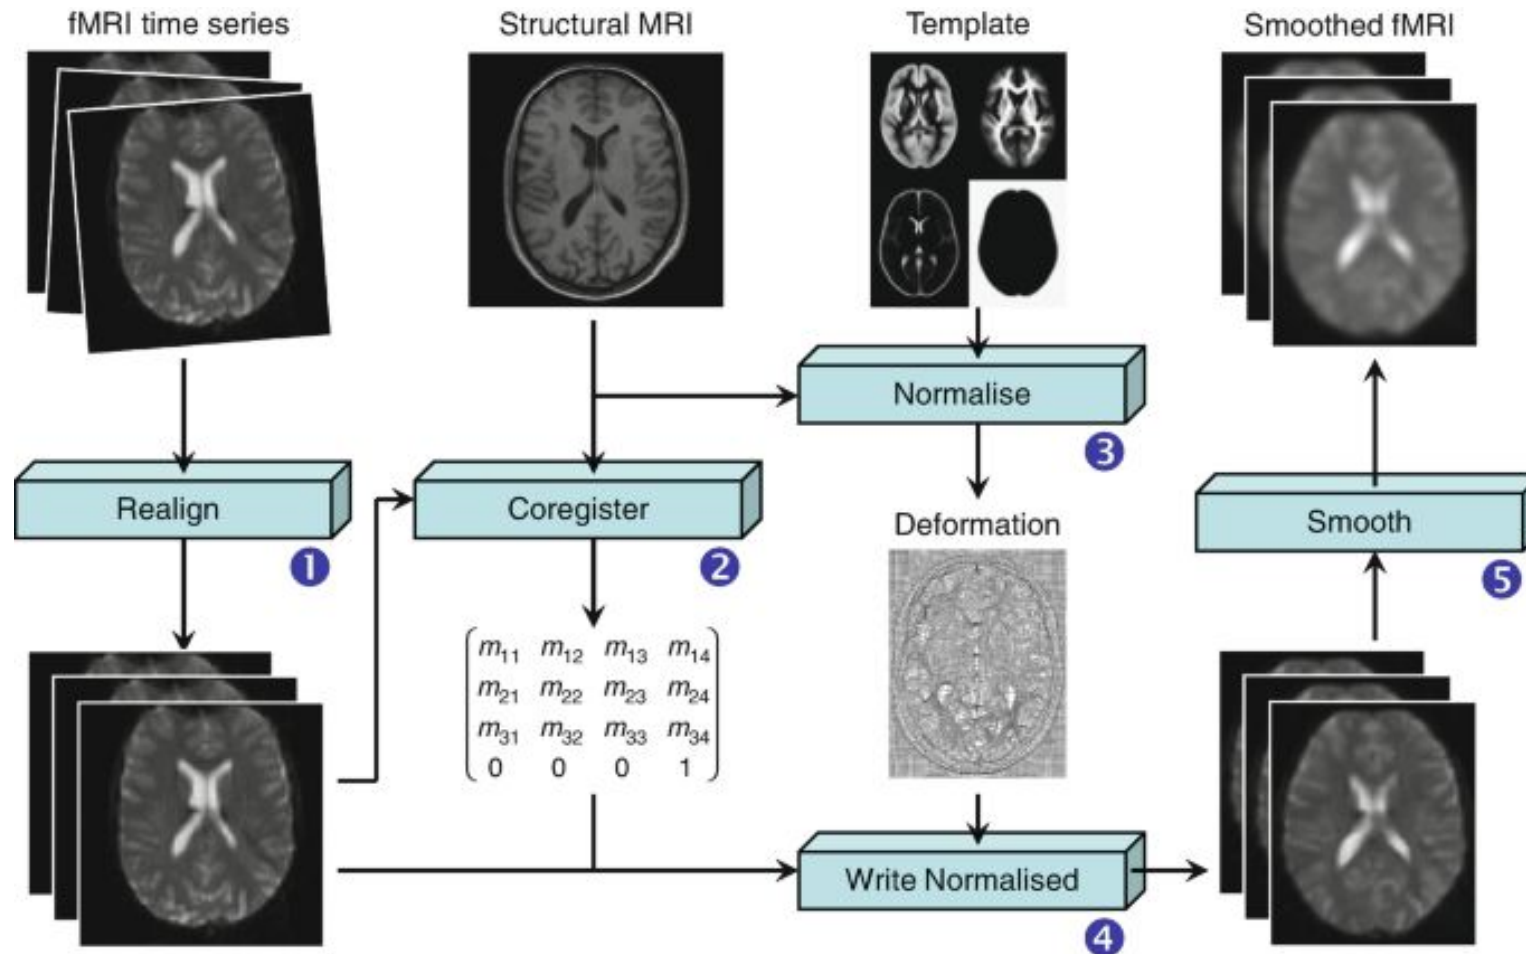 fMRI time series
Structural MRI
Template
Smoothed fMRI
Normalise
3
Realign
1
Coregister
2
Deformation
Smooth
5
m11 m12 m13 m14
m21 m22 m23 m24
m31 m32 m33 m34
0 0 0 1
Write Normalised
4